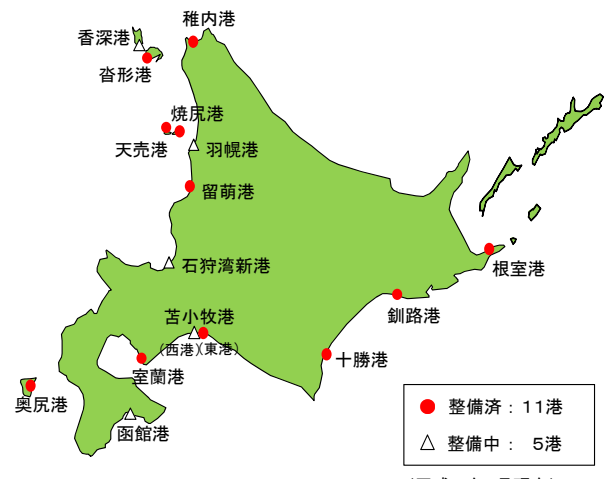 稚内港
香深港
沓形港
焼尻港
天売港
羽幌港
留萌港
石狩湾新港
根室港
釧路港
苫小牧港
(西港)(東港)
十勝港
室蘭港
奥尻港
函館港
整備済：11港
整備中： 5港